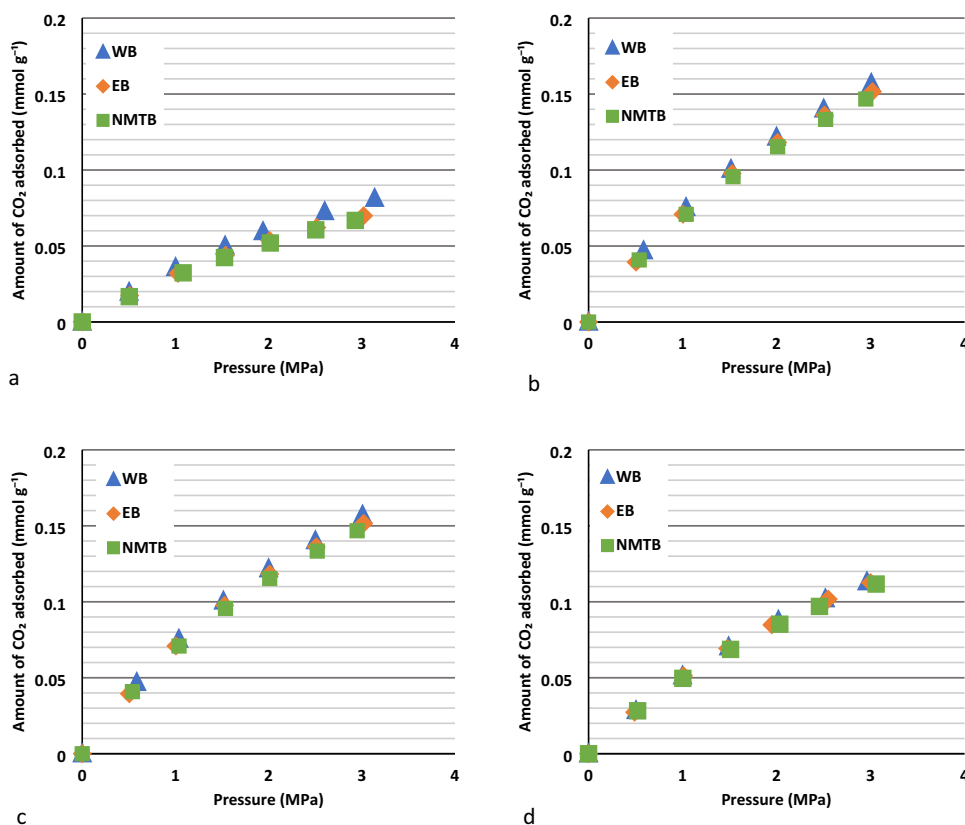 Amount of CO₂ adsorbed (mmol g⁻¹)
0.2
0.15
0.1
0.05
0
WB
EB
NMTB
0 1 2 3 4
Pressure (MPa)
a
Amount of CO₂ adsorbed (mmol g⁻¹)
0.2
0.15
0.1
0.05
0
WB
EB
NMTB
0 1 2 3 4
Pressure (MPa)
b
Amount of CO₂ adsorbed (mmol g⁻¹)
0.2
0.15
0.1
0.05
0
WB
EB
NMTB
0 1 2 3 4
Pressure (MPa)
c
Amount of CO₂ adsorbed (mmol g⁻¹)
0.2
0.15
0.1
0.05
0
WB
EB
NMTB
0 1 2 3 4
Pressure (MPa)
d